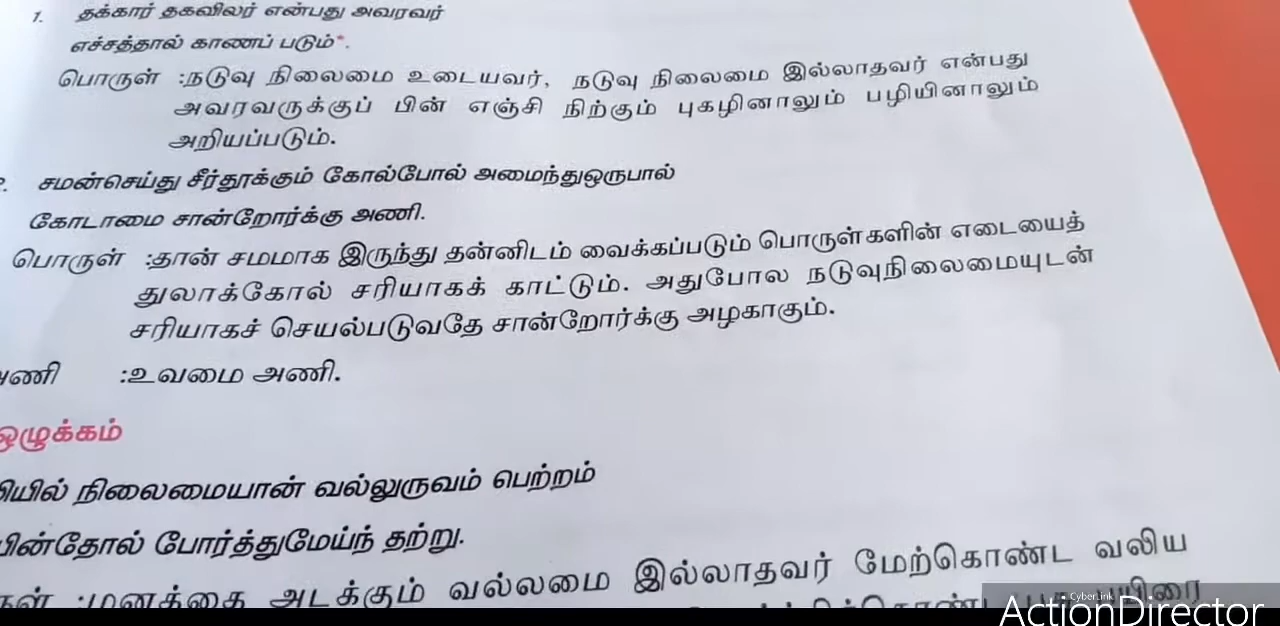 1. தக்கார் தகவிலர் என்பது அவரவர்
எச்சத்தால் காணப் படும்*.
பொருள் :நடுவு நிலைமை உடையவர், நடுவு நிலைமை இல்லாதவர் என்பது
அவரவருக்குப் பின் எஞ்சி நிற்கும் புகழினாலும் பழியினாலும்
அறியப்படும்.
சமன்செய்து சீர்தூக்கும் கோல்போல் அமைந்துஒருபால்
கோடாமை சான்றோர்க்கு அணி.
பொருள் :தான் சமமாக இருந்து தன்னிடம் வைக்கப்படும் பொருள்களின் எடையைத்
துலாக்கோல் சரியாகக் காட்டும். அதுபோல நடுவுநிலைமையுடன்
சரியாகச் செயல்படுவதே சான்றோர்க்கு அழகாகும்.
அணி :உவமை அணி.
ஒழுக்கம்
நிலைமையான் வல்லுருவம் பெற்றம்
போர்த்துமேய்ந் தற்று.
:மனத்தை அடக்கும் வல்லமை இல்லாதவர் மேற்கொண்ட வலிய
CyberLink
ActionDirector